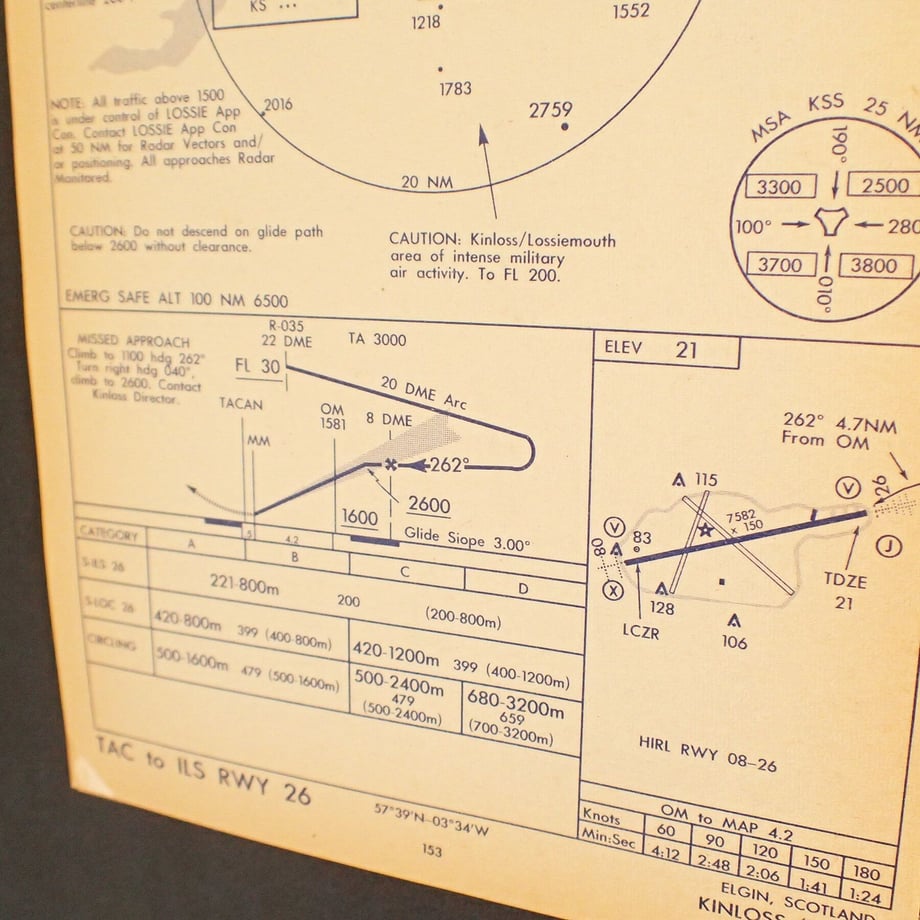 KS ...
1218
1552
1783
2016
2759
20 NM
NOTE: All traffic above 1500
is under control of LOSSIE App
Con. Contact LOSSIE App Con
at 50 NM for Radar Vectors and/
or positioning. All approaches Radar
Monitored.
CAUTION: Do not descend on glide path
below 2600 without clearance.
CAUTION: Kinloss/Lossiemouth
area of intense military
air activity. To FL 200.
EMERG SAFE ALT 100 NM 6500
MSA KSS 25 NM
190°
3300
2500
100°
280
3700
3800
010°
MISSED APPROACH
Climb to 1100 hdg 262°
Turn right hdg 040°,
climb to 2600. Contact
Kinloss Director.
R-035
22 DME
TA 3000
FL 30
20 DME Arc
TACAN
OM
1581
8 DME
MM
262°
2600
1600
Glide Slope 3.00°
.5
4.2
ELEV 21
262° 4.7NM
From OM
115
V
26
7582
150
V
83
08
J
X
128
106
LCZR
TDZE
21
HIRL RWY 08-26
CATEGORY A B C D
S-ILS 26 221-800m 200 (200-800m)
S-LOC 26 420-800m 399 (400-800m) 420-1200m 399 (400-1200m)
CIRCLING 500-1600m 479 (500-1600m) 500-2400m
479
(500-2400m)
680-3200m
659
(700-3200m)
OM to MAP 4.2
Knots 60 90 120 150 180
Min:Sec 4:12 2:48 2:06 1:41 1:24
TAC to ILS RWY 26
57°39'N-03°34'W
153
ELGIN, SCOTLAND
KINLOSS